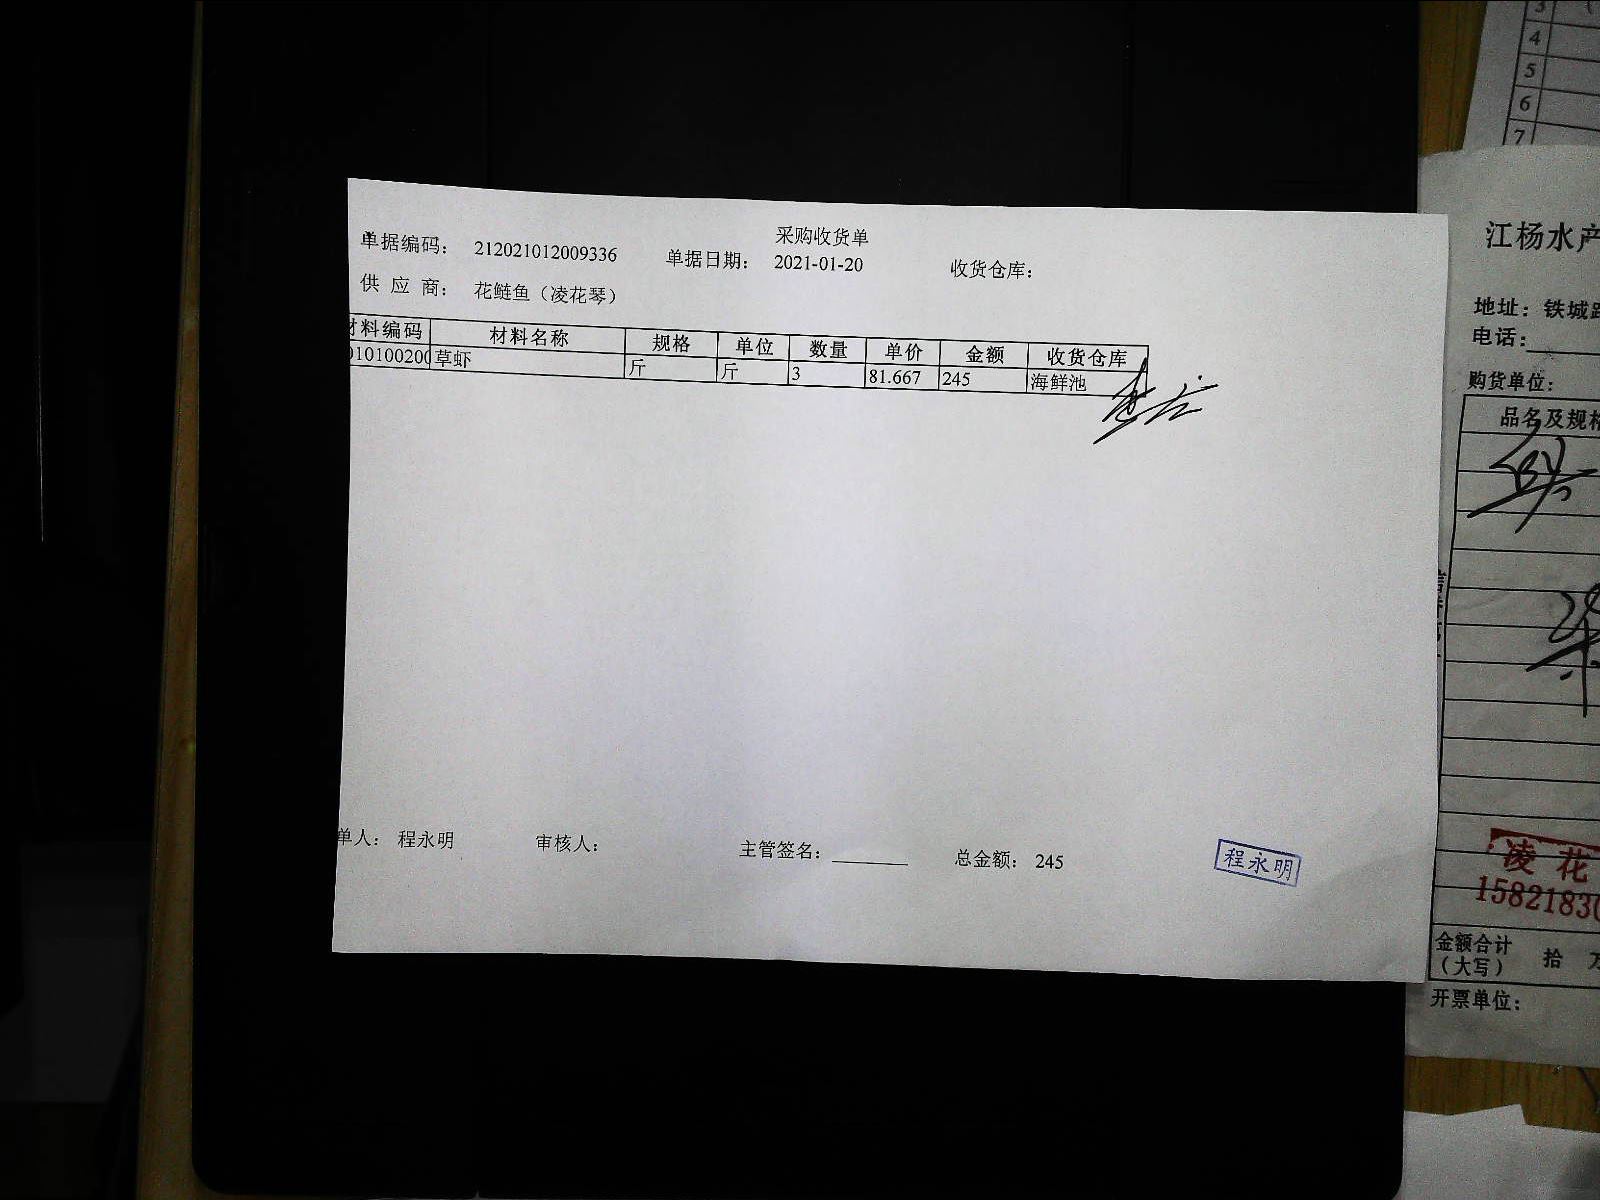 采购收货单
单据编码： 212021012009336 单据日期： 2021-01-20 收货仓库：
供 应 商： 花鲢鱼（凌花琴）
材料编码 材料名称 规格 单位 数量 单价 金额 收货仓库
010100200 草虾 斤 斤 3 81.667 245 海鲜池
单人： 程永明 审核人： 主管签名： 总金额： 245
程永明
3
4
5
6
7
江杨水产
地址：铁城路
电话：
购货单位：
品名及规格
凌花
15821830
金额合计
（大写） 拾 万
开票单位：